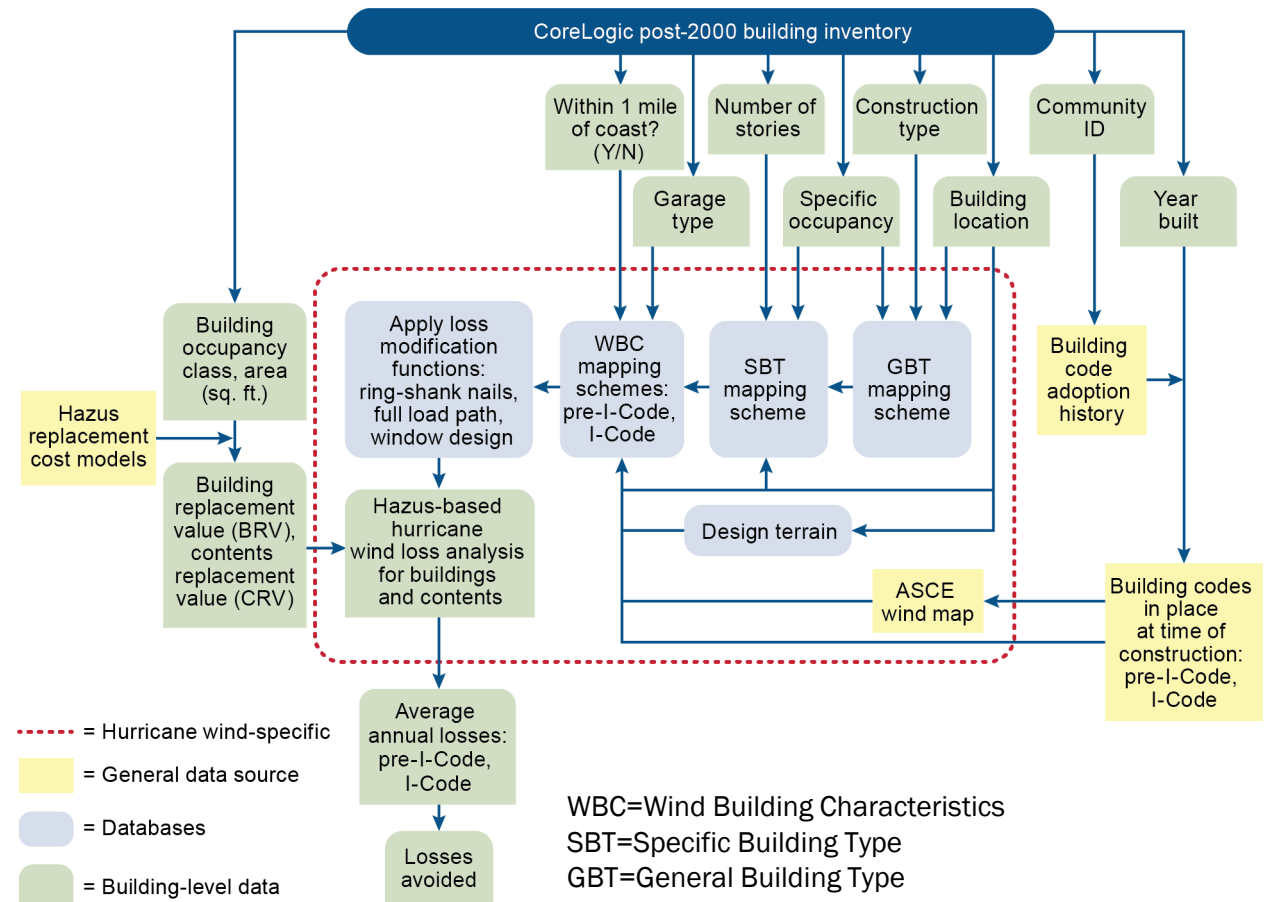 CoreLogic post-2000 building inventory
Within 1 mile
of coast?
(Y/N)
Number of
stories
Construction
type
Community
ID
Garage
type
Specific
occupancy
Building
location
Year
built
Building
occupancy
class, area
(sq. ft.)
Apply loss
modification
functions:
ring-shank nails,
full load path,
window design
WBC
mapping
schemes:
pre-I-Code,
I-Code
SBT
mapping
scheme
GBT
mapping
scheme
Building
code
adoption
history
Hazus
replacement
cost models
Building
replacement
value (BRV),
contents
replacement
value (CRV)
Hazus-based
hurricane
wind loss analysis
for buildings
and contents
Design terrain
ASCE
wind map
Building codes
in place
at time of
construction:
pre-I-Code,
I-Code
Average
annual losses:
pre-I-Code,
I-Code
Losses
avoided
= Hurricane wind-specific
= General data source
= Databases
= Building-level data
WBC=Wind Building Characteristics
SBT=Specific Building Type
GBT=General Building Type